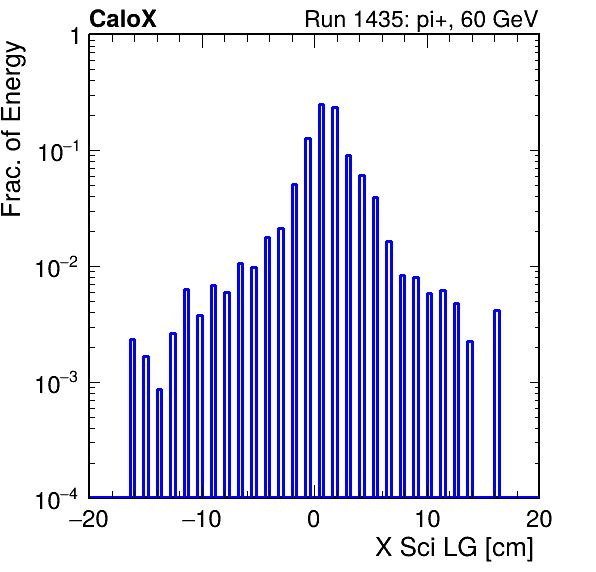 CaloX Run 1435: pi+, 60 GeV
Frac. of Energy
1
10⁻¹
10⁻²
10⁻³
10⁻⁴
−20 −10 0 10 20
X Sci LG [cm]